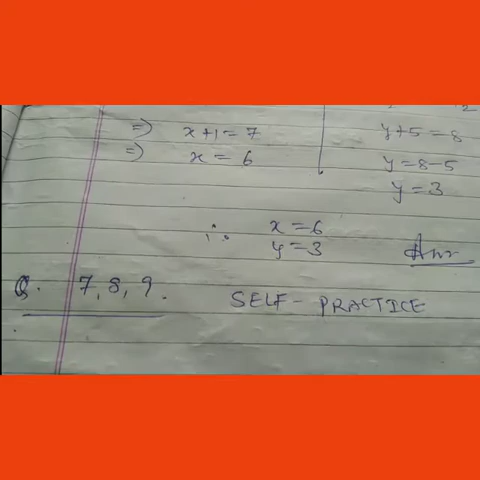 ⇒ x+1 = 7
⇒ x = 6
y+5 = 8
y = 8-5
y = 3
∴ x = 6
y = 3
Ans
Q. 7, 8, 9.
SELF - PRACTICE